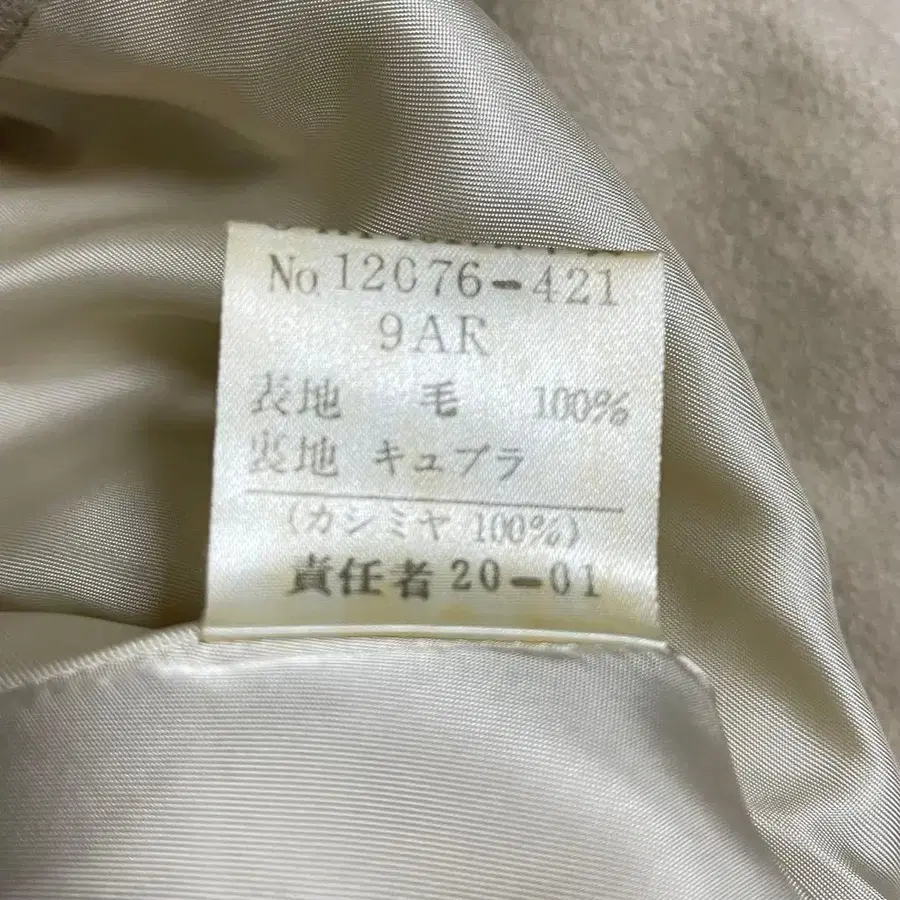 No.12076-421
9AR
表地 毛 100%
裏地 キュプラ
(カシミヤ 100%)
責任者 20-01